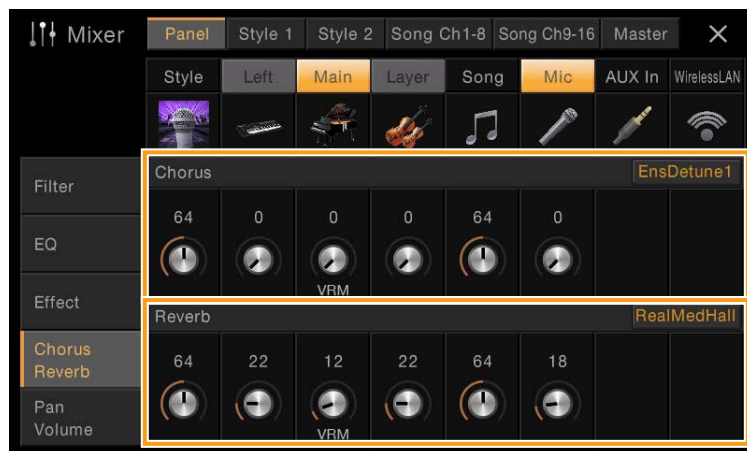 Mixer Panel Style 1 Style 2 Song Ch1-8 Song Ch9-16 Master
Style Left Main Layer Song Mic AUX In WirelessLAN
Filter
EQ
Effect
Chorus
Reverb
Pan
Volume
Chorus EnsDetune1
64 0 0 0 64 0
VRM
Reverb RealMedHall
64 22 12 22 64 18
VRM